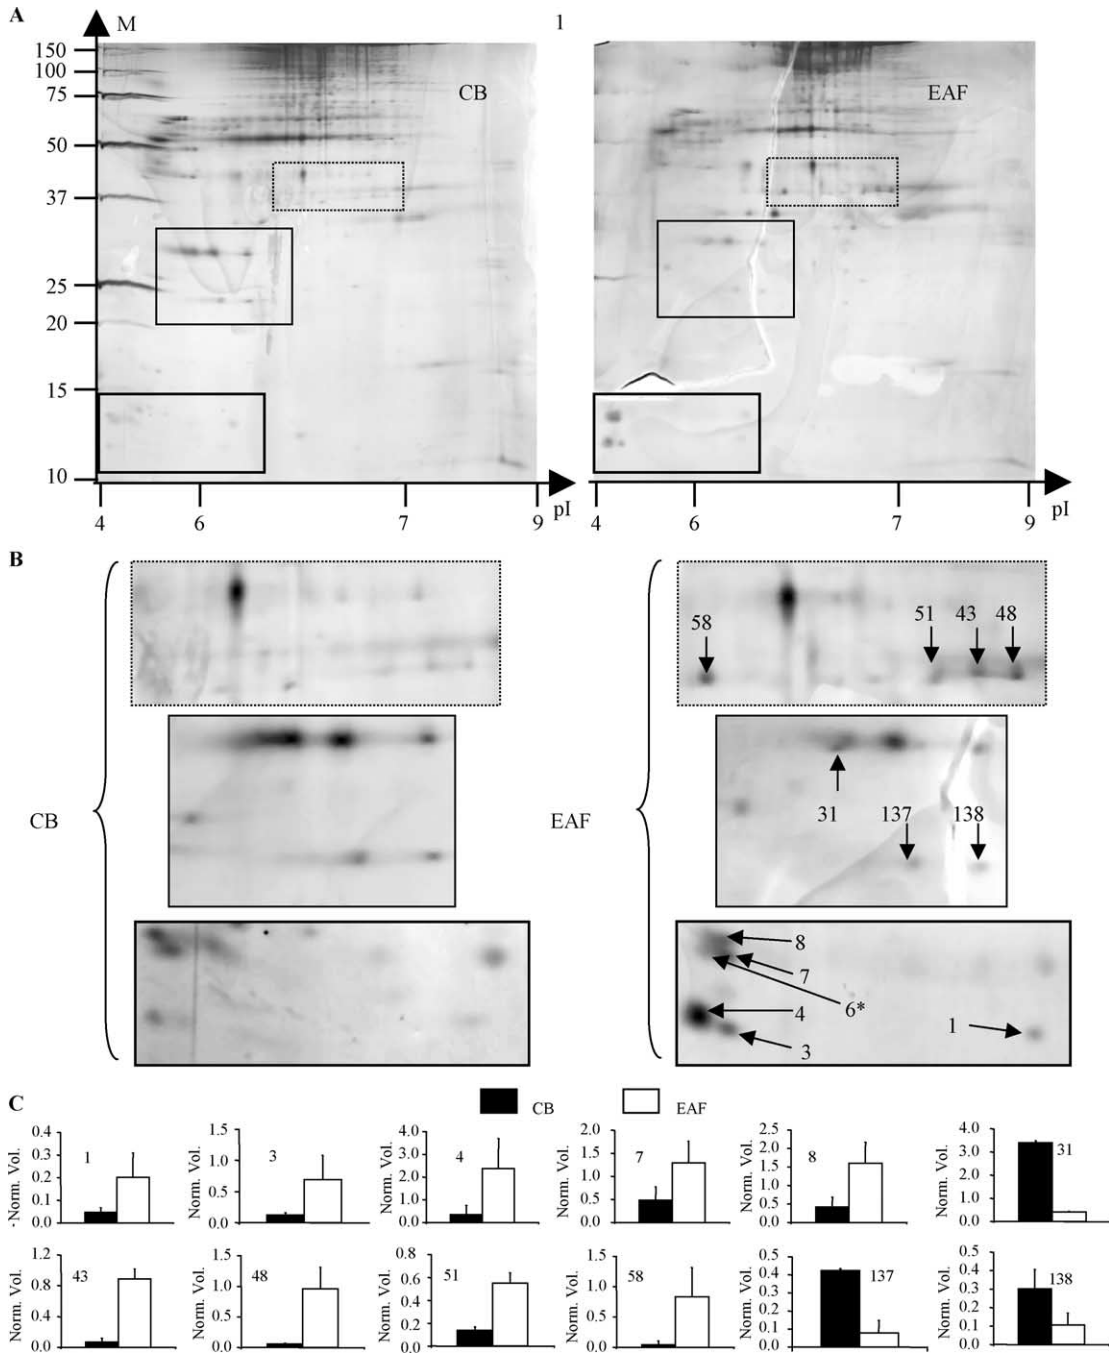 A
M
1
150
100
75
50
37
25
20
15
10
CB
EAF
4 6 7 9 pI
4 6 7 9 pI
B
CB
EAF
58 51 43 48
31 137 138
8
7
6*
4
3
1
C
CB EAF
Norm. Vol. 0.4 0.3 0.2 0.1 0.0 1
Norm. Vol. 1.5 1.0 0.5 0.0 3
Norm. Vol. 4.0 3.0 2.0 1.0 0.0 4
Norm. Vol. 2.0 1.5 1.0 0.5 0.0 7
Norm. Vol. 2.5 2.0 1.5 1.0 0.5 0.0 8
Norm. Vol. 4.0 3.0 2.0 1.0 0.0 31
Norm. Vol. 1.2 0.8 0.4 0.0 43
Norm. Vol. 1.5 1.0 0.5 0.0 48
Norm. Vol. 0.8 0.6 0.4 0.2 0.0 51
Norm. Vol. 1.5 1.0 0.5 0.0 58
Norm. Vol. 0.5 0.4 0.3 0.2 0.1 0.0 137
Norm. Vol. 0.5 0.4 0.3 0.2 0.1 0.0 138